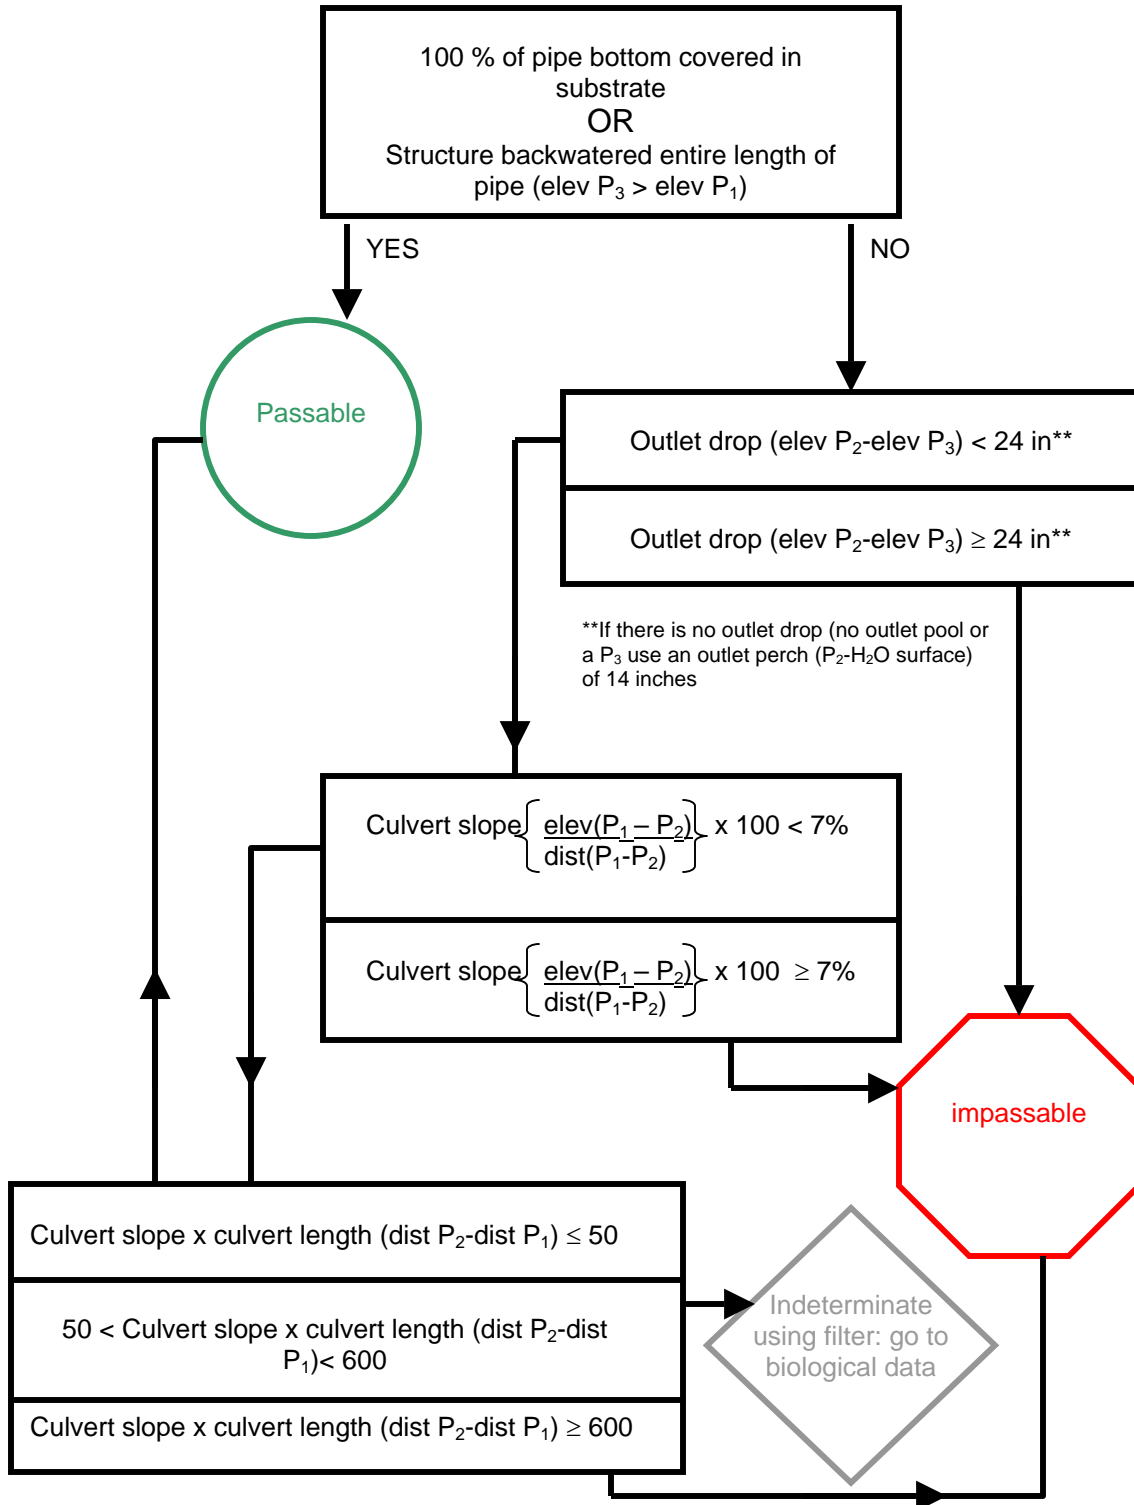 100 % of pipe bottom covered in
substrate
OR
Structure backwatered entire length of
pipe (elev P₃ > elev P₁)
YES
NO
Passable
Outlet drop (elev P₂-elev P₃) < 24 in**
Outlet drop (elev P₂-elev P₃) ≥ 24 in**
**If there is no outlet drop (no outlet pool or
a P₃ use an outlet perch (P₂-H₂O surface)
of 14 inches
Culvert slope { elev(P₁ – P₂) } x 100 < 7%
dist(P₁-P₂)
Culvert slope { elev(P₁ – P₂) } x 100 ≥ 7%
dist(P₁-P₂)
impassable
Culvert slope x culvert length (dist P₂-dist P₁) ≤ 50
50 < Culvert slope x culvert length (dist P₂-dist
P₁)< 600
Culvert slope x culvert length (dist P₂-dist P₁) ≥ 600
Indeterminate
using filter: go to
biological data